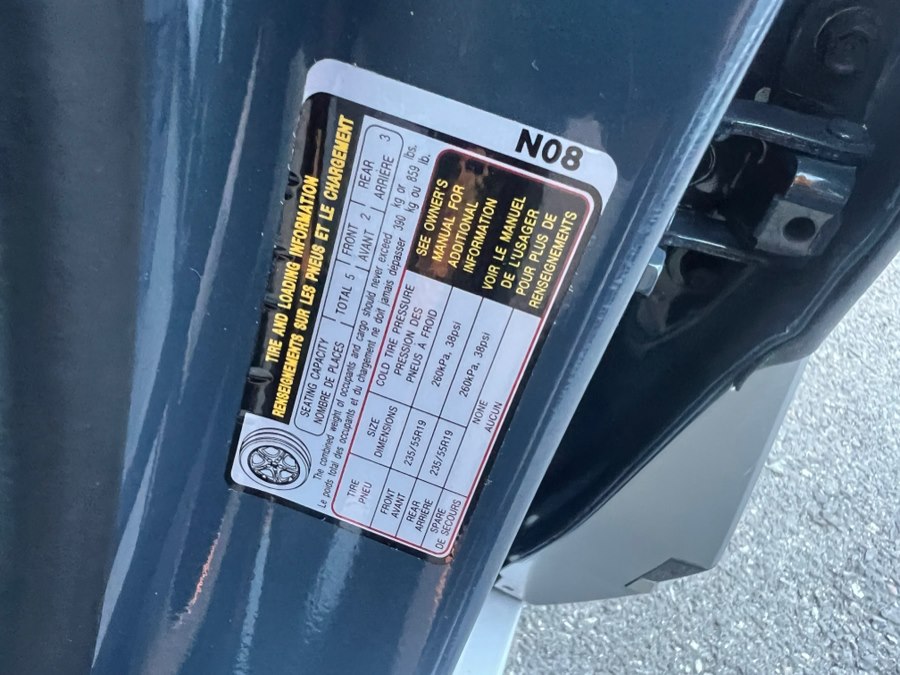 N08
TIRE AND LOADING INFORMATION
RENSEIGNEMENTS SUR LES PNEUS ET LE CHARGEMENT
SEATING CAPACITY
NOMBRE DE PLACES
TOTAL 5
FRONT
AVANT 2
REAR
ARRIÈRE 3
The combined weight of occupants and cargo should never exceed 390 kg or 859 lbs.
Le poids total des occupants et du chargement ne doit jamais depasser 390 kg ou 859 lb.
TIRE
PNEU
SIZE
DIMENSIONS
COLD TIRE PRESSURE
PRESSION DES
PNEUS À FROID
FRONT
AVANT
235/55R19
260kPa, 38psi
REAR
ARRIÈRE
235/55R19
260kPa, 38psi
SPARE
DE SECOURS
NONE
AUCUN
SEE OWNER'S
MANUAL FOR
ADDITIONAL
INFORMATION
VOIR LE MANUEL
DE L'USAGER
POUR PLUS DE
RENSEIGNEMENTS